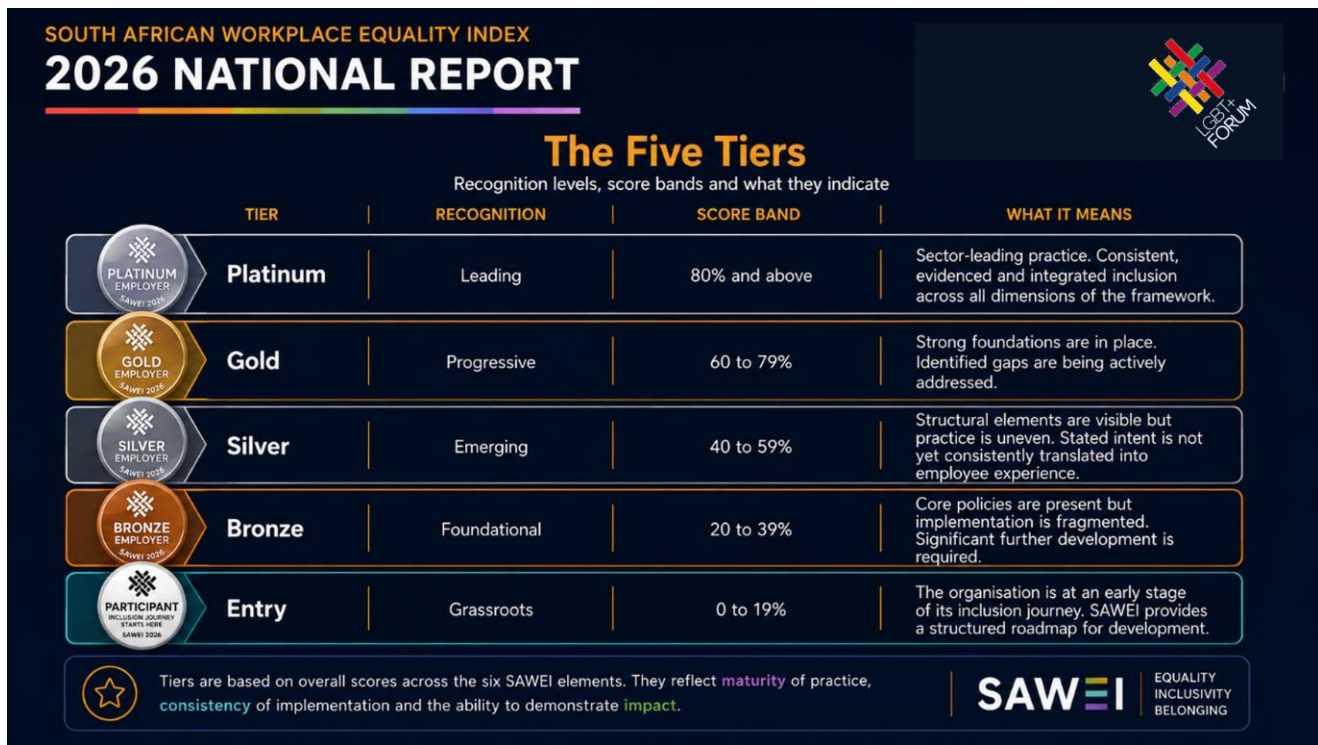 SOUTH AFRICAN WORKPLACE EQUALITY INDEX
2026 NATIONAL REPORT
LGBT+
FORUM
The Five Tiers
Recognition levels, score bands and what they indicate
TIER | RECOGNITION | SCORE BAND | WHAT IT MEANS
PLATINUM
EMPLOYER
SAWEI 2026
Platinum
Leading
80% and above
Sector-leading practice. Consistent,
evidenced and integrated inclusion
across all dimensions of the framework.
GOLD
EMPLOYER
SAWEI 2026
Gold
Progressive
60 to 79%
Strong foundations are in place.
Identified gaps are being actively
addressed.
SILVER
EMPLOYER
SAWEI 2026
Silver
Emerging
40 to 59%
Structural elements are visible but
practice is uneven. Stated intent is not
yet consistently translated into
employee experience.
BRONZE
EMPLOYER
SAWEI 2026
Bronze
Foundational
20 to 39%
Core policies are present but
implementation is fragmented.
Significant further development is
required.
PARTICIPANT
INCLUSION JOURNEY
STARTS HERE
SAWEI 2026
Entry
Grassroots
0 to 19%
The organisation is at an early stage
of its inclusion journey. SAWEI provides
a structured roadmap for development.
Tiers are based on overall scores across the six SAWEI elements. They reflect maturity of practice,
consistency of implementation and the ability to demonstrate impact.
SAWEI
EQUALITY
INCLUSIVITY
BELONGING